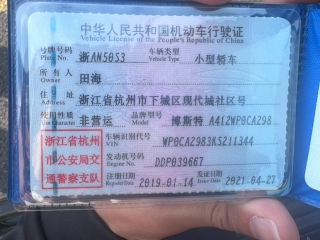 中华人民共和国机动车行驶证
Vehicle License of the People's Republic of China
号牌号码 浙AN50S3 车辆类型 小型轿车
Plate No. Vehicle Type
所有人 田海
Owner
住址 浙江省杭州市下城区现代城社区号
Address
使用性质 非营运 品牌型号 博斯特 A41ZWP0CA298
Use Character Model
浙江省杭州
市公安局交
通警察支队
车辆识别代号 WP0CA2983KS211344
VIN
发动机号码 DDP039667
Engine No.
注册日期 2019-01-14 发证日期 2021-04-27
Register Date Issue Date